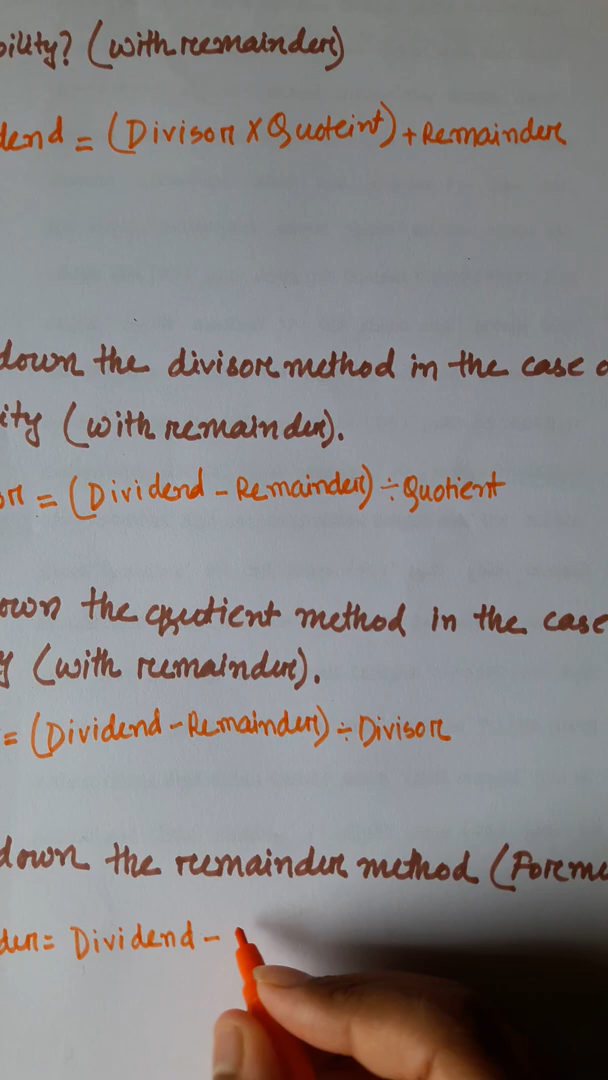 bility? (with remainder)
dend = (Divisor X Quoteint) + Remainder
down the divisor method in the case o
ity (with remainder).
or = (Dividend - Remainder) ÷ Quotient
own the quotient method in the case
y (with remainder).
= (Dividend - Remainder) ÷ Divisor
down the remainder method (Formu
der = Dividend -